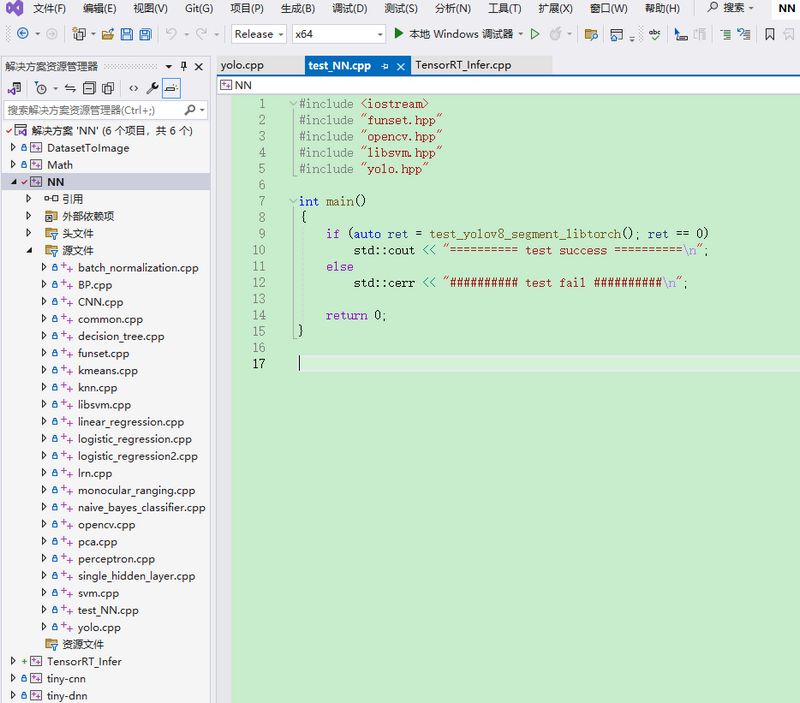 文件(F) 编辑(E) 视图(V) Git(G) 项目(P) 生成(B) 调试(D) 测试(S) 分析(N) 工具(T) 扩展(X) 窗口(W) 帮助(H) 搜索 NN
Release x64 本地 Windows 调试器
解决方案资源管理器
yolo.cpp test_NN.cpp TensorRT_Infer.cpp
NN
搜索解决方案资源管理器(Ctrl+;)
解决方案 'NN' (6 个项目，共 6 个)
DatasetToImage
Math
NN
引用
外部依赖项
头文件
源文件
batch_normalization.cpp
BP.cpp
CNN.cpp
common.cpp
decision_tree.cpp
funset.cpp
kmeans.cpp
knn.cpp
libsvm.cpp
linear_regression.cpp
logistic_regression.cpp
logistic_regression2.cpp
lrn.cpp
monocular_ranging.cpp
naive_bayes_classifier.cpp
opencv.cpp
pca.cpp
perceptron.cpp
single_hidden_layer.cpp
svm.cpp
test_NN.cpp
yolo.cpp
资源文件
TensorRT_Infer
tiny-cnn
tiny-dnn
1 #include <iostream>
2 #include "funset.hpp"
3 #include "opencv.hpp"
4 #include "libsvm.hpp"
5 #include "yolo.hpp"
6
7 int main()
8 {
9 if (auto ret = test_yolov8_segment_libtorch(); ret == 0)
10 std::cout << "========== test success ==========\n";
11 else
12 std::cerr << "########## test fail ##########\n";
13
14 return 0;
15 }
16
17